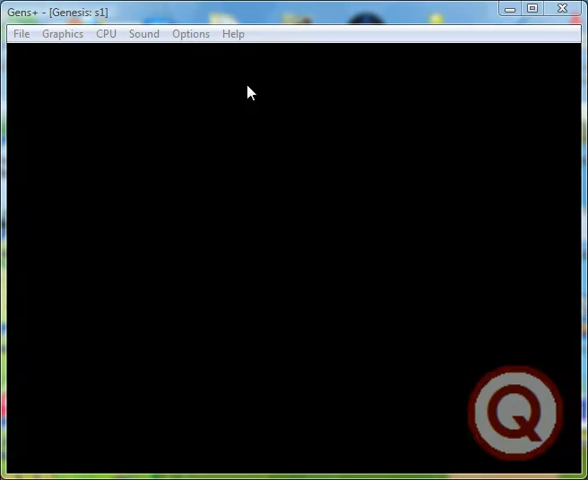 Gens+ - [Genesis: s1]
File Graphics CPU Sound Options Help
Q